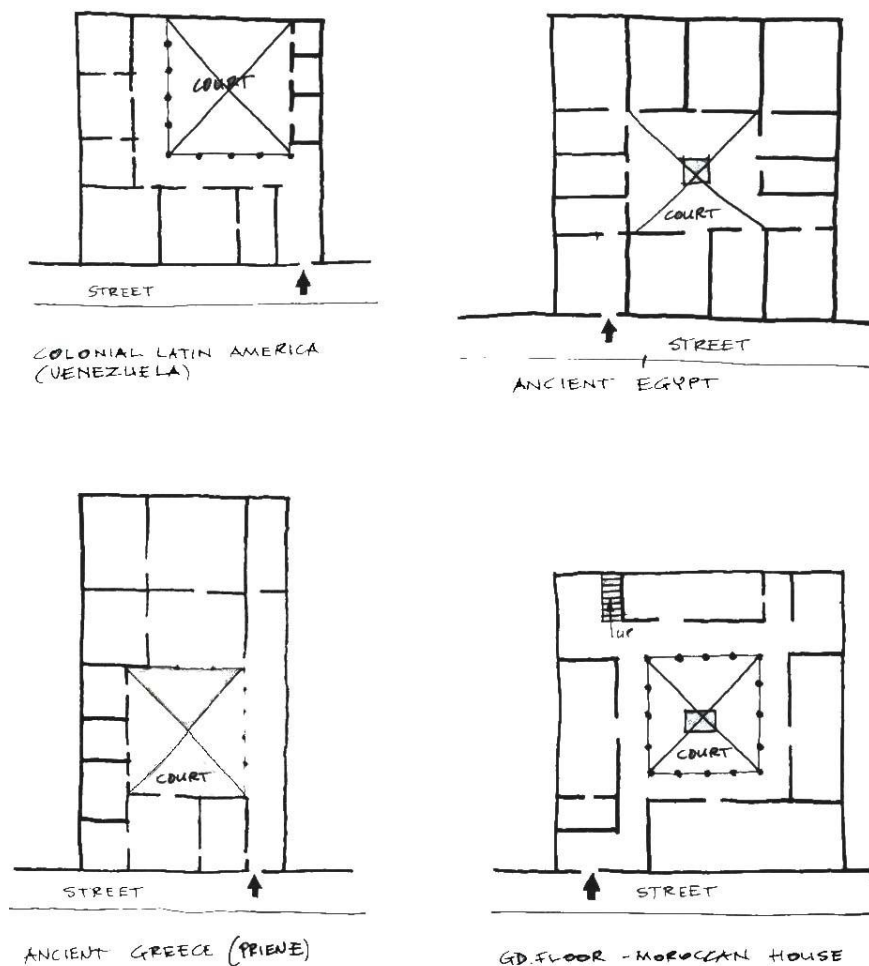 COURT
STREET
COLONIAL LATIN AMERICA
(VENEZUELA)
COURT
STREET
ANCIENT EGYPT
COURT
STREET
ANCIENT GREECE (PRIENE)
UP
COURT
STREET
GD. FLOOR - MOROCCAN HOUSE